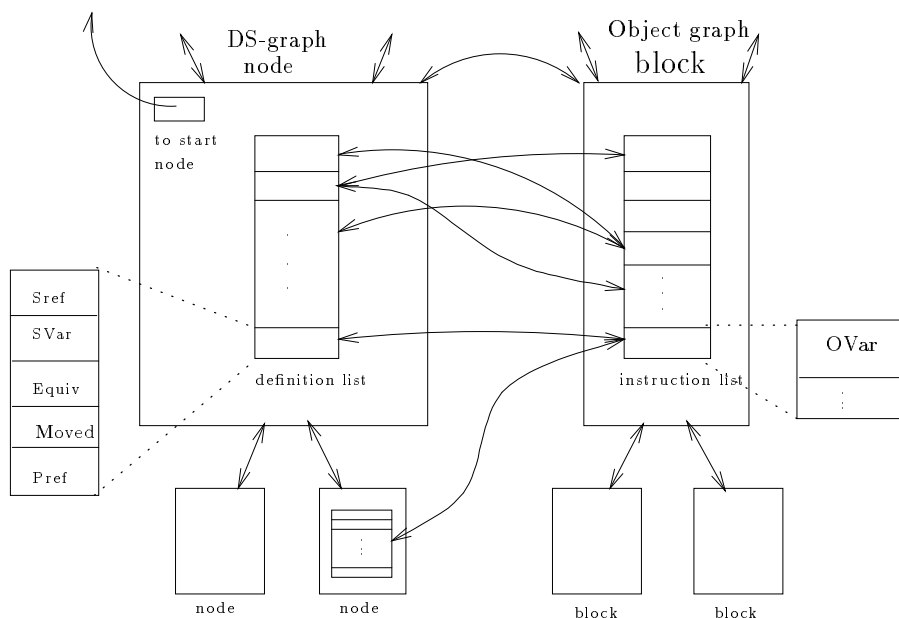 DS-graph
node
Object graph
block
to start
node
Sref
SVar
Equiv
Moved
Pref
definition list
instruction list
OVar
node
node
block
block